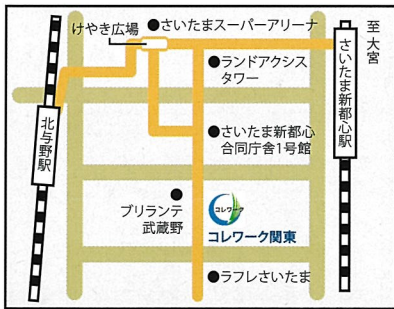 けやき広場
●さいたまスーパーアリーナ
至 大宮
さいたま新都心駅
●ランドアクシス
タワー
北与野駅
●さいたま新都心
合同庁舎1号館
●
ブリランテ
武蔵野
コレワーク
コレワーク関東
●ラフレさいたま